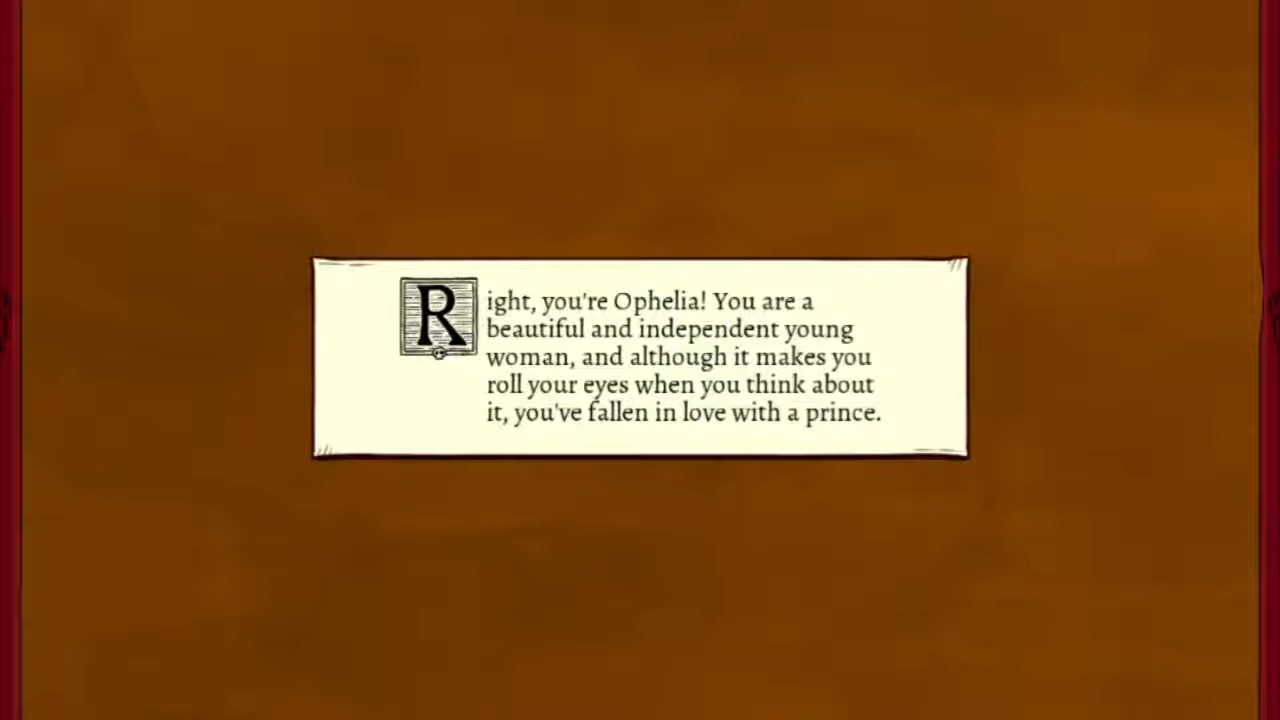 Right, you're Ophelia! You are a
beautiful and independent young
woman, and although it makes you
roll your eyes when you think about
it, you've fallen in love with a prince.